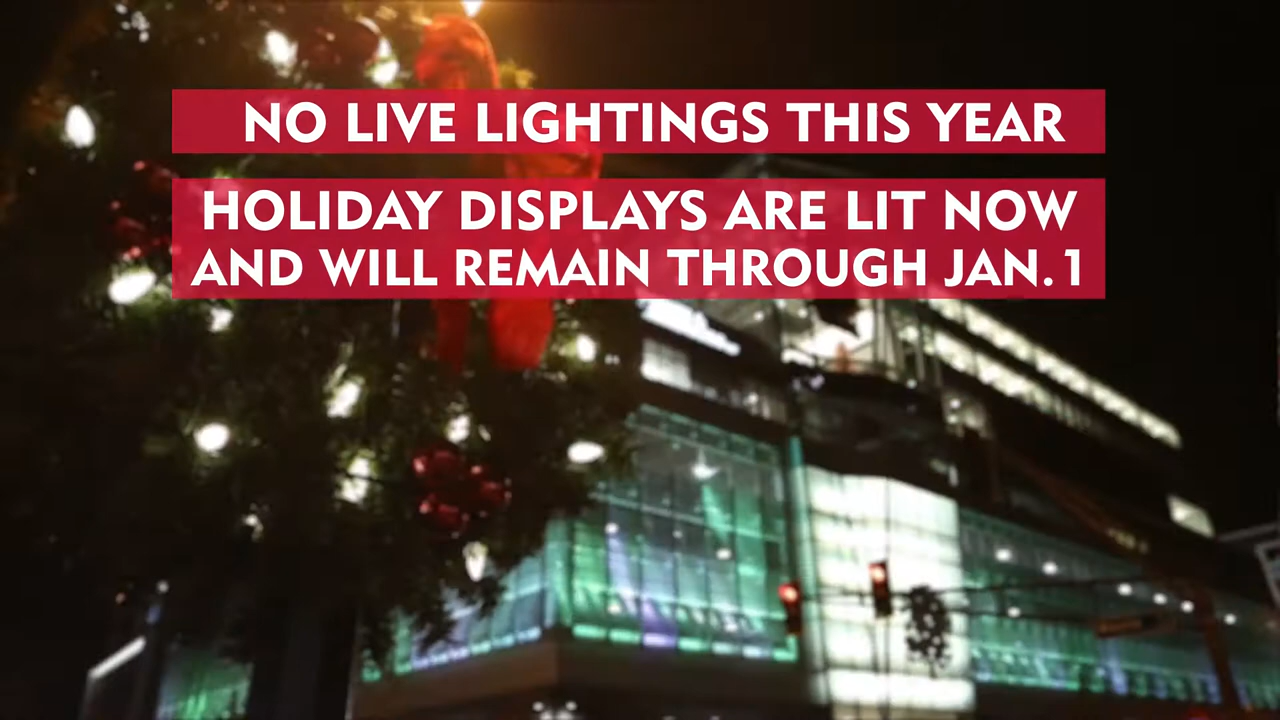 NO LIVE LIGHTINGS THIS YEAR
HOLIDAY DISPLAYS ARE LIT NOW
AND WILL REMAIN THROUGH JAN. 1